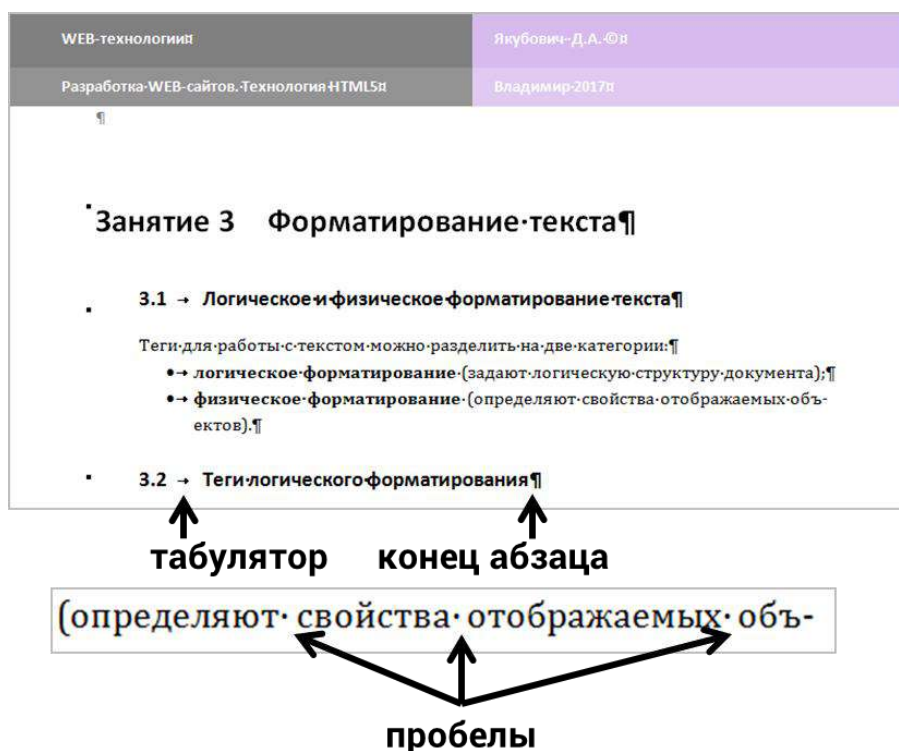 WEB-технологии¤
Якубович··Д.А.·©¤
Разработка·WEB-сайтов.·Технология·HTML5¤
Владимир·2017¤
¶
Занятие 3 Форматирование·текста¶
3.1 → Логическое·и·физическое·форматирование·текста¶
Теги·для·работы·с·текстом·можно·разделить·на·две·категории:¶
•→ логическое·форматирование·(задают·логическую·структуру·документа);¶
•→ физическое·форматирование·(определяют·свойства·отображаемых·объ-
ектов).¶
3.2 → Теги·логического·форматирования¶
табулятор конец абзаца
(определяют· свойства· отображаемых· объ-
пробелы